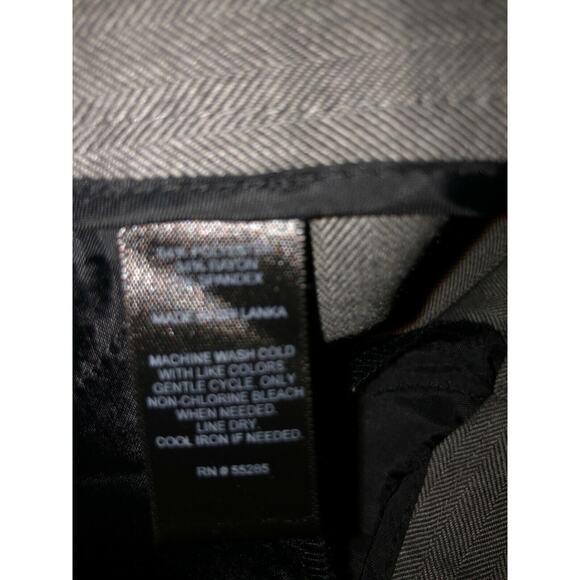 POLYESTER
RAYON
SPANDEX
MADE IN SRI LANKA
MACHINE WASH COLD
WITH LIKE COLORS.
GENTLE CYCLE. ONLY
NON-CHLORINE BLEACH
WHEN NEEDED.
LINE DRY.
COOL IRON IF NEEDED.
RN # 55285